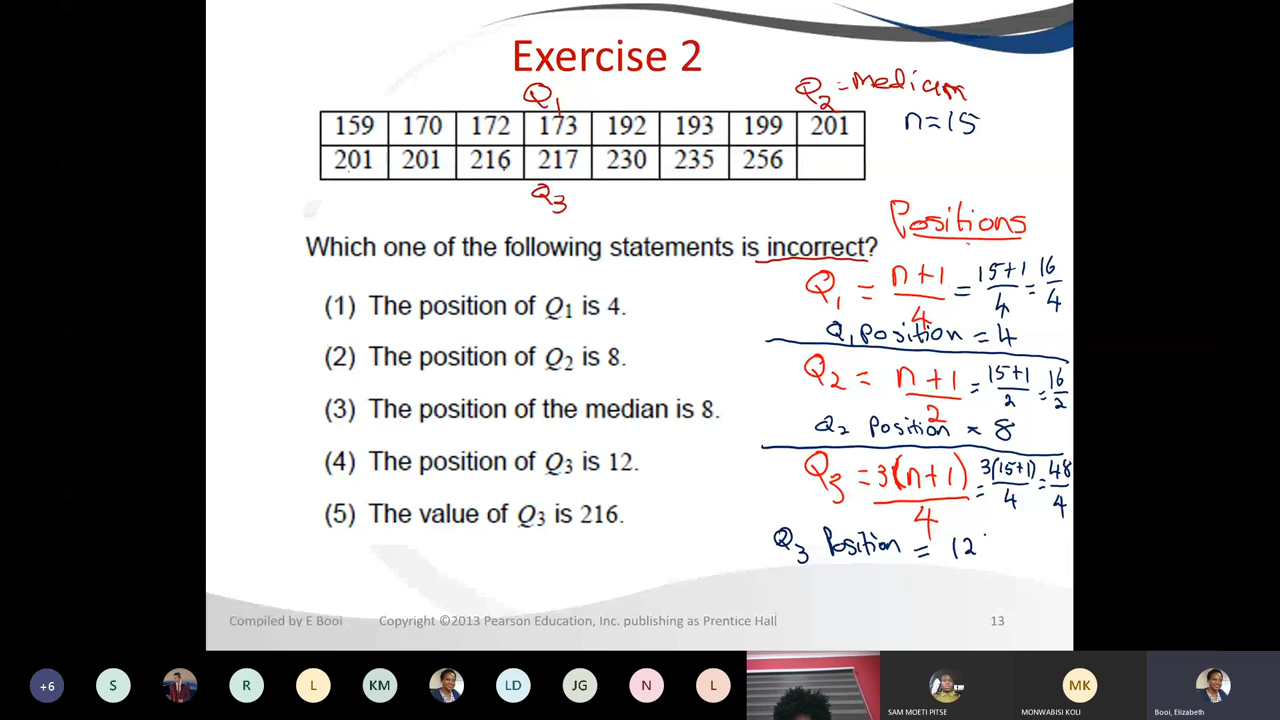 Exercise 2
Q1
Q2 = medium
159 170 172 173 192 193 199 201
n=15
201 201 216 217 230 235 256
Q3
Positions
Which one of the following statements is incorrect?
Q1 = n+1/4 = 15+1/4 = 16/4
(1) The position of Q1 is 4.
Q1 Position = 4
(2) The position of Q2 is 8.
Q2 = n+1/2 = 15+1/2 = 16/2
(3) The position of the median is 8.
Q2 Position = 8
(4) The position of Q3 is 12.
Q3 = 3(n+1)/4 = 3(15+1)/4 = 48/4
(5) The value of Q3 is 216.
Q3 Position = 12
Compiled by E Booi Copyright ©2013 Pearson Education, Inc. publishing as Prentice Hall 13
+6 S R L KM LD JG N L MK
SAM MOETI PITSE MONWABISI KOLI Booi, Elizabeth